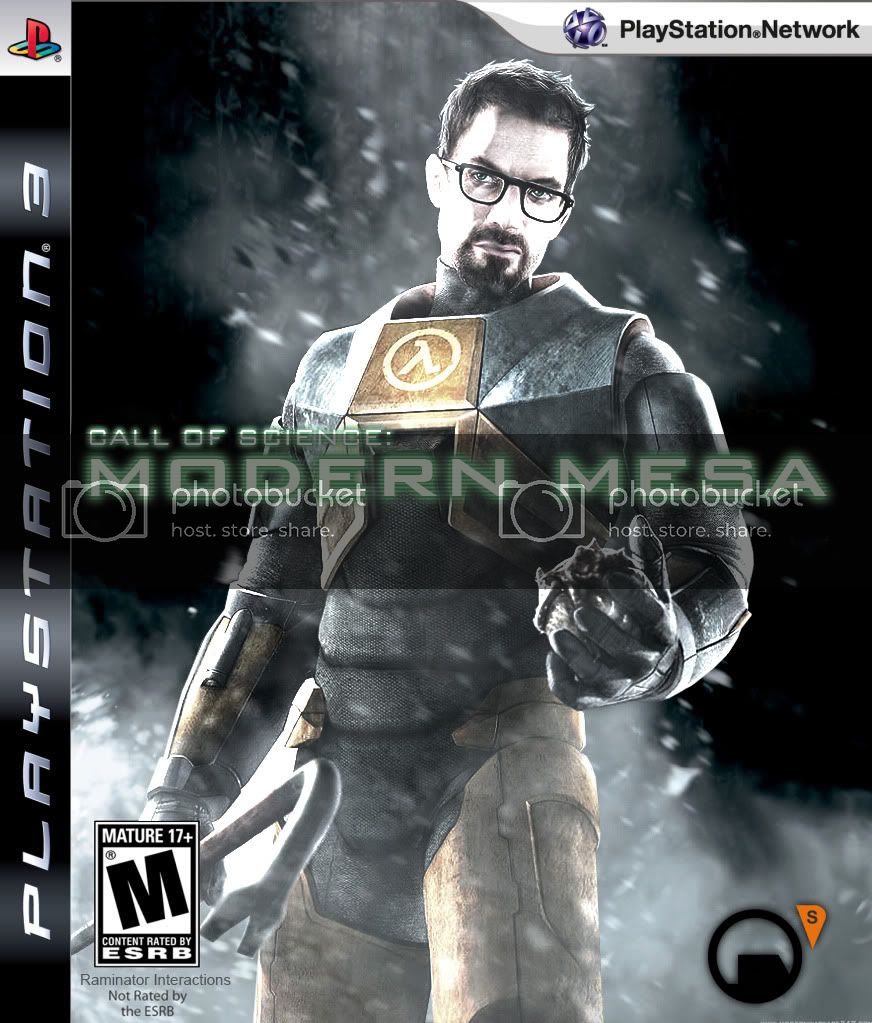 PlayStation®Network
PLAYSTATION®3
CALL OF SCIENCE:
MODERN MESA
photobucket
host. store. share.
photobucket
host. store. share.
MATURE 17+
®
M
CONTENT RATED BY
ESRB
Raminator Interactions
Not Rated by
the ESRB
S